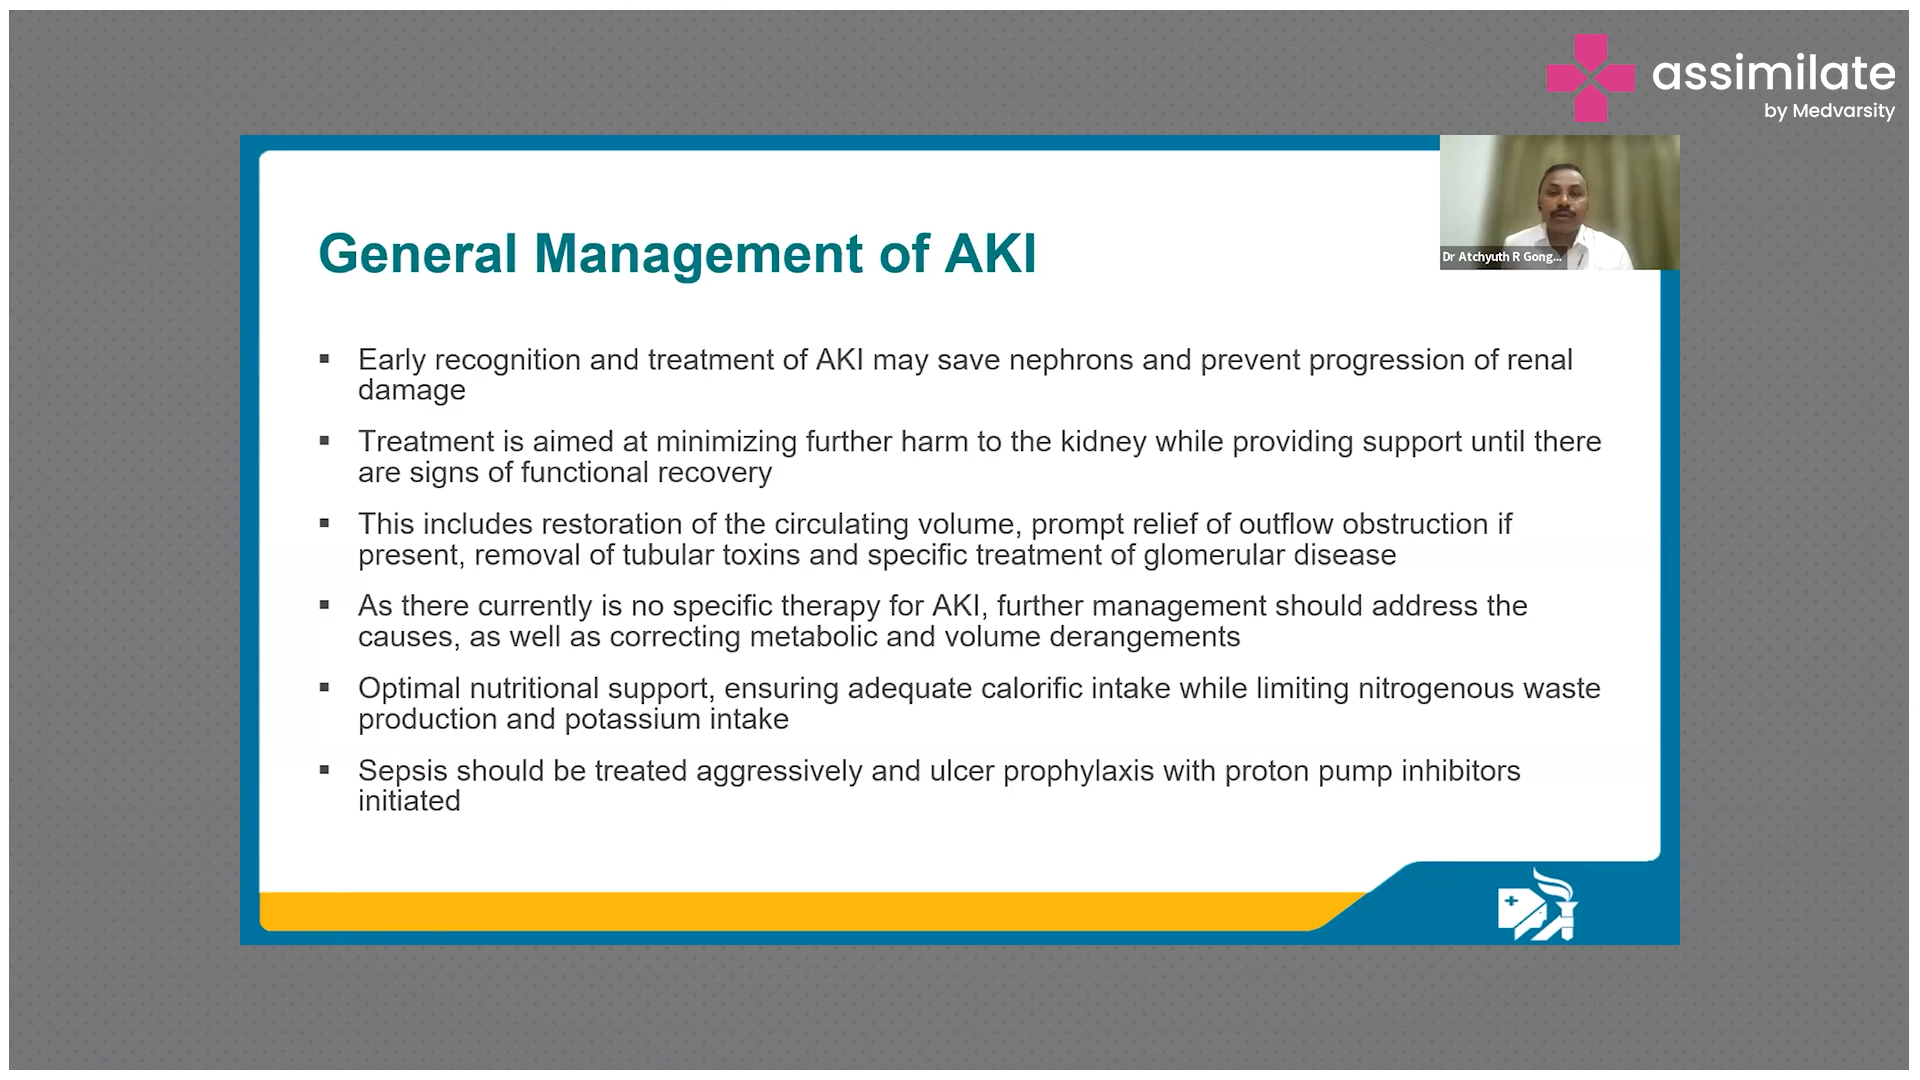 assimilate
by Medvarsity
Dr Atchyuth R Gong...
General Management of AKI
▪ Early recognition and treatment of AKI may save nephrons and prevent progression of renal
damage
▪ Treatment is aimed at minimizing further harm to the kidney while providing support until there
are signs of functional recovery
▪ This includes restoration of the circulating volume, prompt relief of outflow obstruction if
present, removal of tubular toxins and specific treatment of glomerular disease
▪ As there currently is no specific therapy for AKI, further management should address the
causes, as well as correcting metabolic and volume derangements
▪ Optimal nutritional support, ensuring adequate calorific intake while limiting nitrogenous waste
production and potassium intake
▪ Sepsis should be treated aggressively and ulcer prophylaxis with proton pump inhibitors
initiated